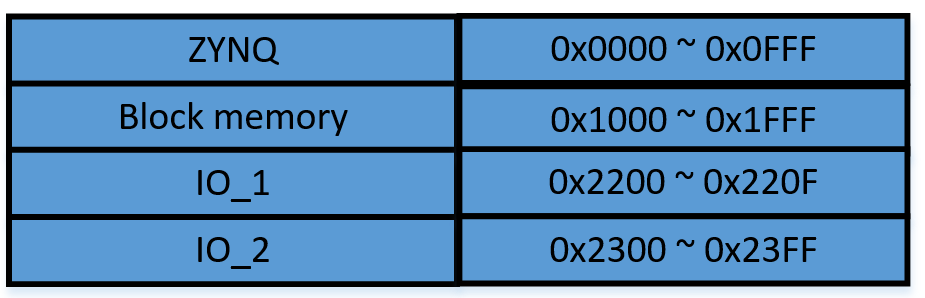 ZYNQ 0x0000 ~ 0x0FFF
Block memory 0x1000 ~ 0x1FFF
IO_1 0x2200 ~ 0x220F
IO_2 0x2300 ~ 0x23FF